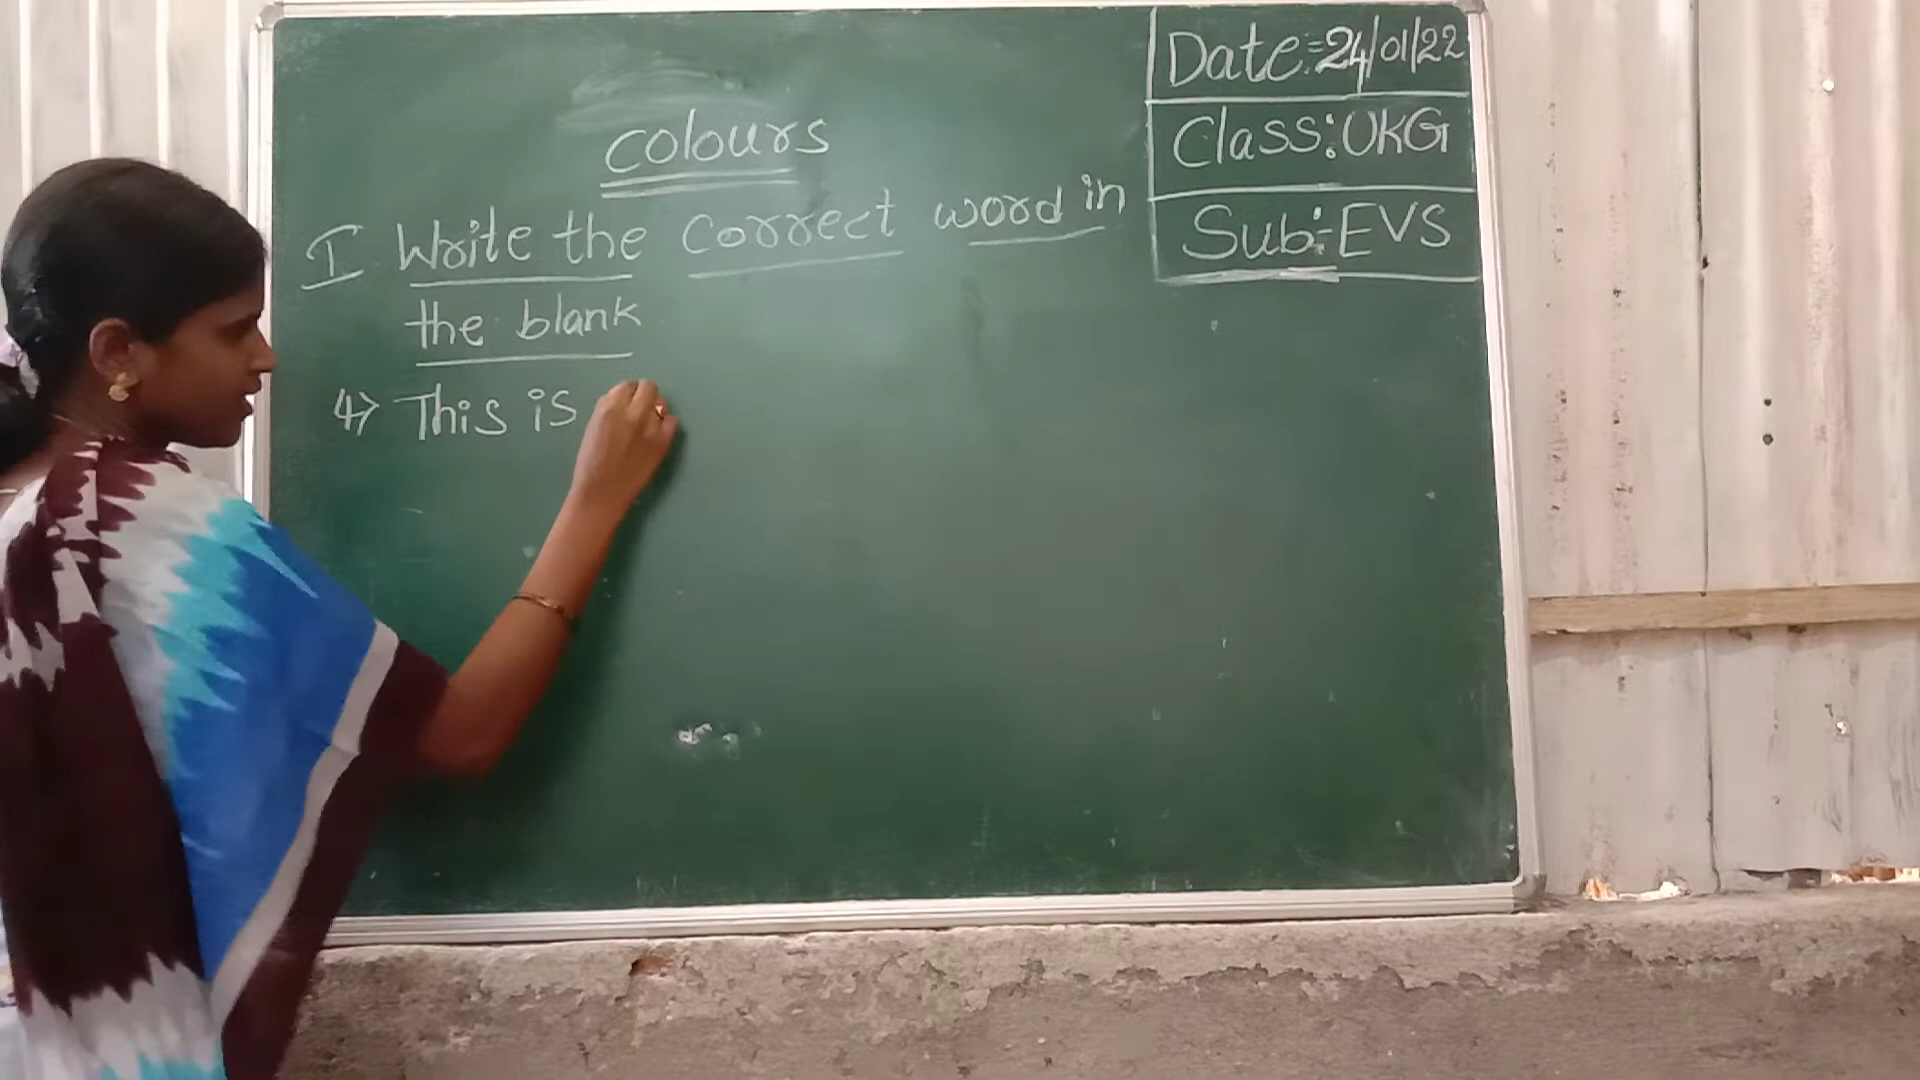 Date:=24/01/22
Class:UKG
Sub:-EVS
colours
I Write the correct word in
the blank
4> This is